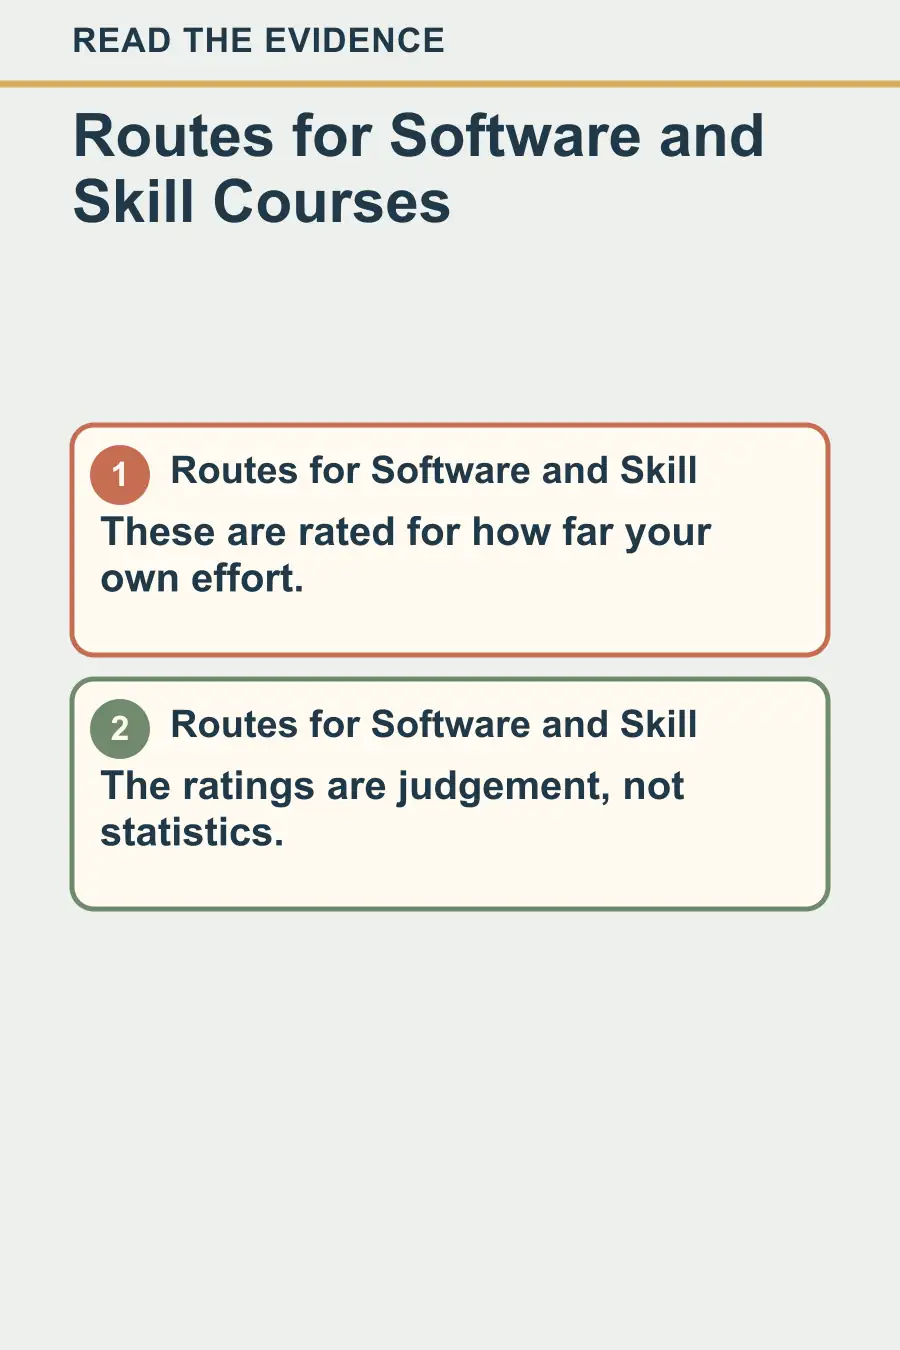 READ THE EVIDENCE
Routes for Software and
Skill Courses
1 Routes for Software and Skill
These are rated for how far your
own effort.
2 Routes for Software and Skill
The ratings are judgement, not
statistics.